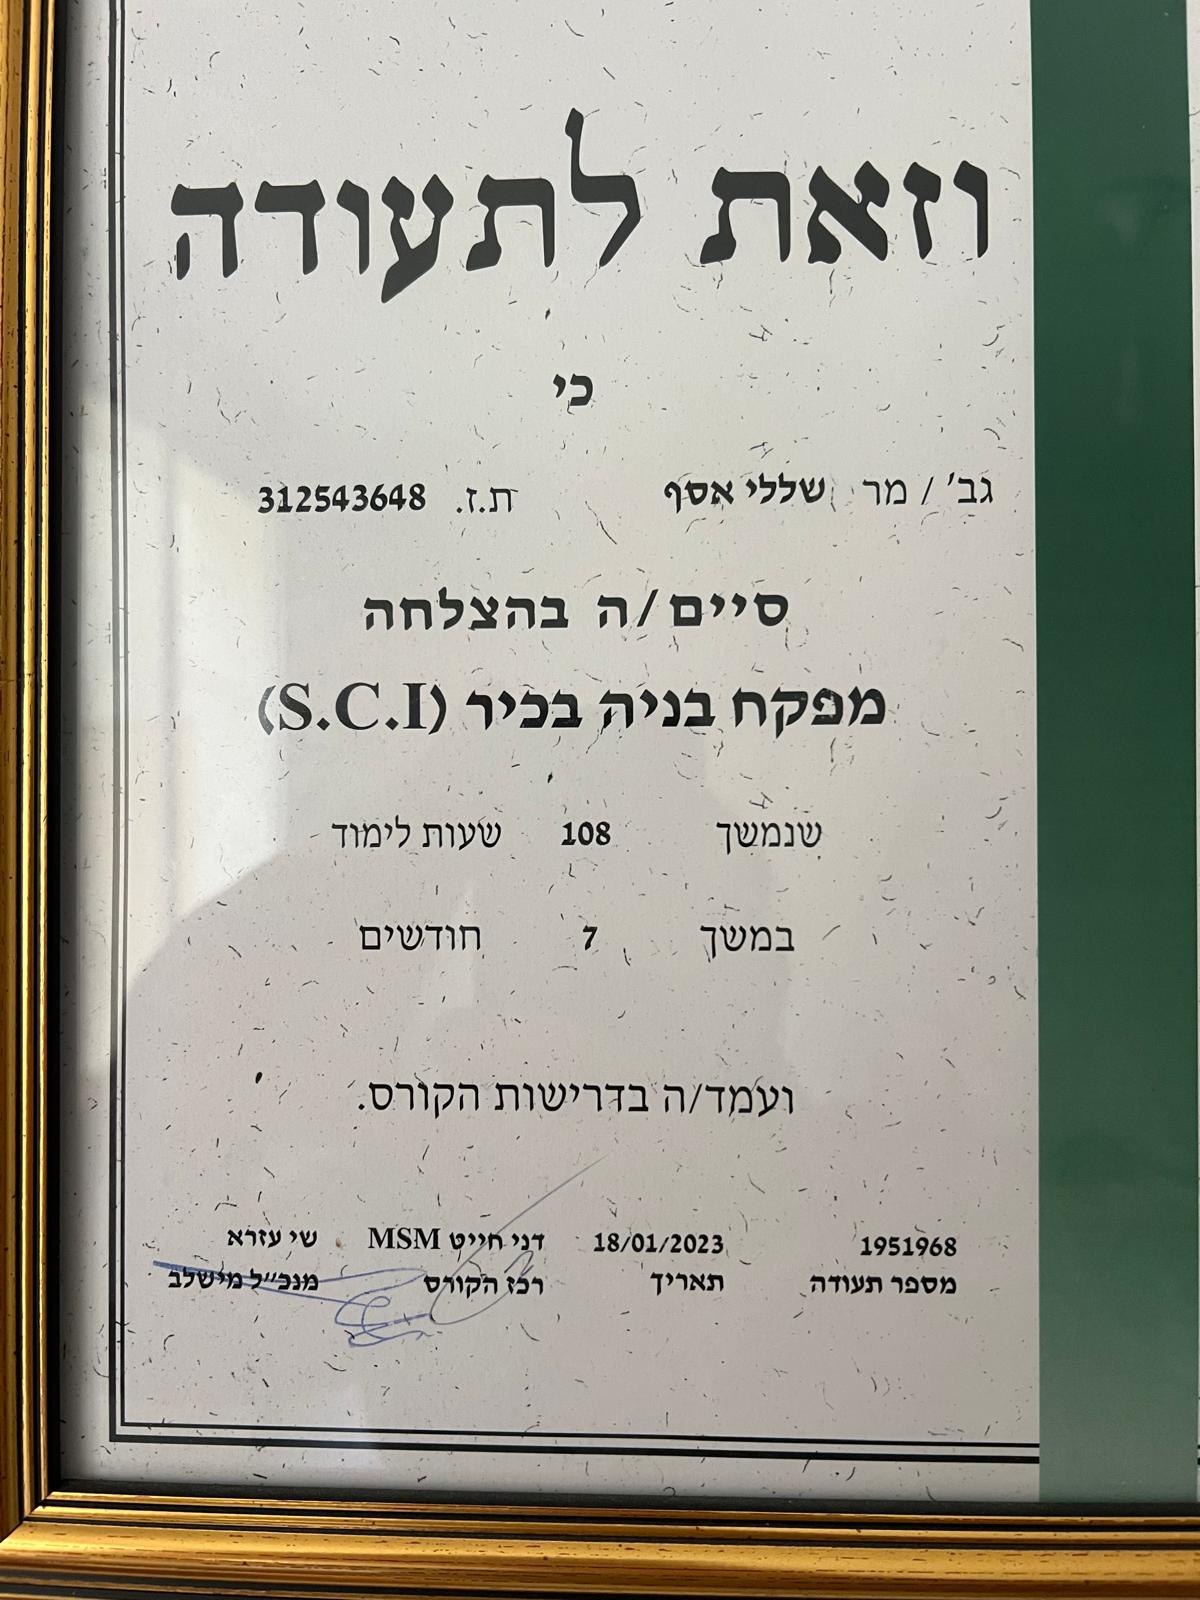 וזאת לתעודה
כי
גב' / מר שללי אסף ת.ז. 312543648
סיים/ה בהצלחה
מפקח בניה בכיר (S.C.I)
שנמשך 108 שעות לימוד
במשך 7 חודשים
ועמד/ה בדרישות הקורס.
1951968 18/01/2023 דני חייט MSM שי עזרא
מספר תעודה תאריך רכז הקורס מנכ"ל מישלב